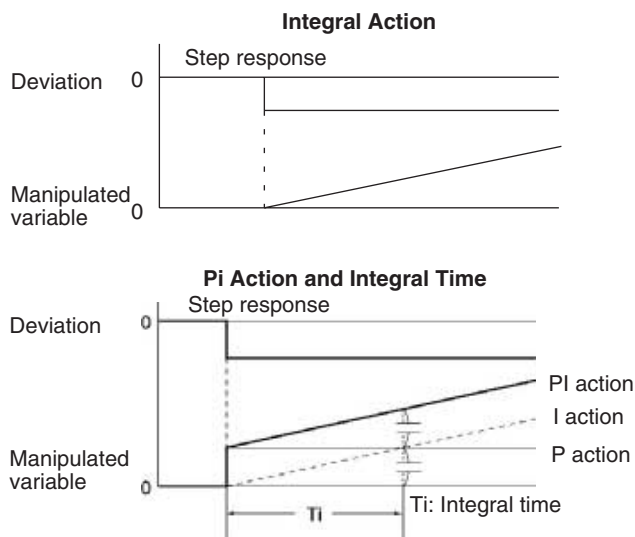 Integral Action
Step response
Deviation 0
Manipulated
variable 0
Pi Action and Integral Time
Step response
Deviation 0
PI action
I action
P action
Manipulated
variable 0
Ti: Integral time
Ti